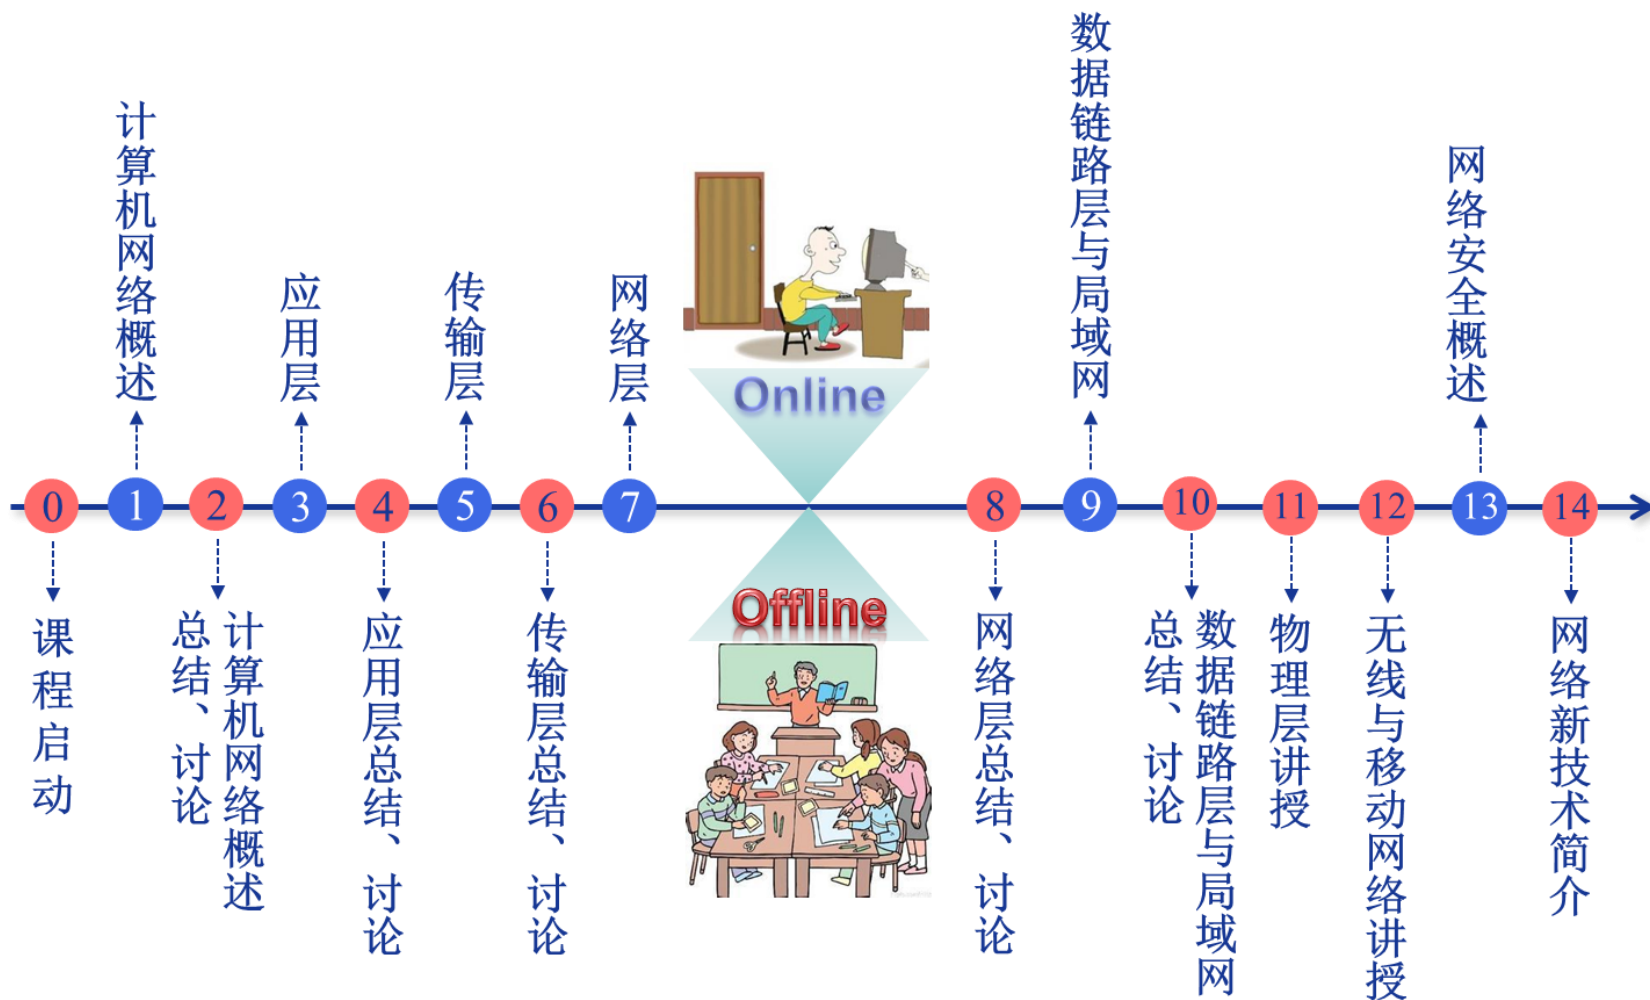 计算机网络概述
应用层
传输层
网络层
数据链路层与局域网
网络安全概述
Online
0
1
2
3
4
5
6
7
8
9
10
11
12
13
14
Offline
课程启动
计算机网络概述
总结、讨论
应用层总结、讨论
传输层总结、讨论
网络层总结、讨论
数据链路层与局域网
总结、讨论
物理层讲授
无线与移动网络讲授
网络新技术简介